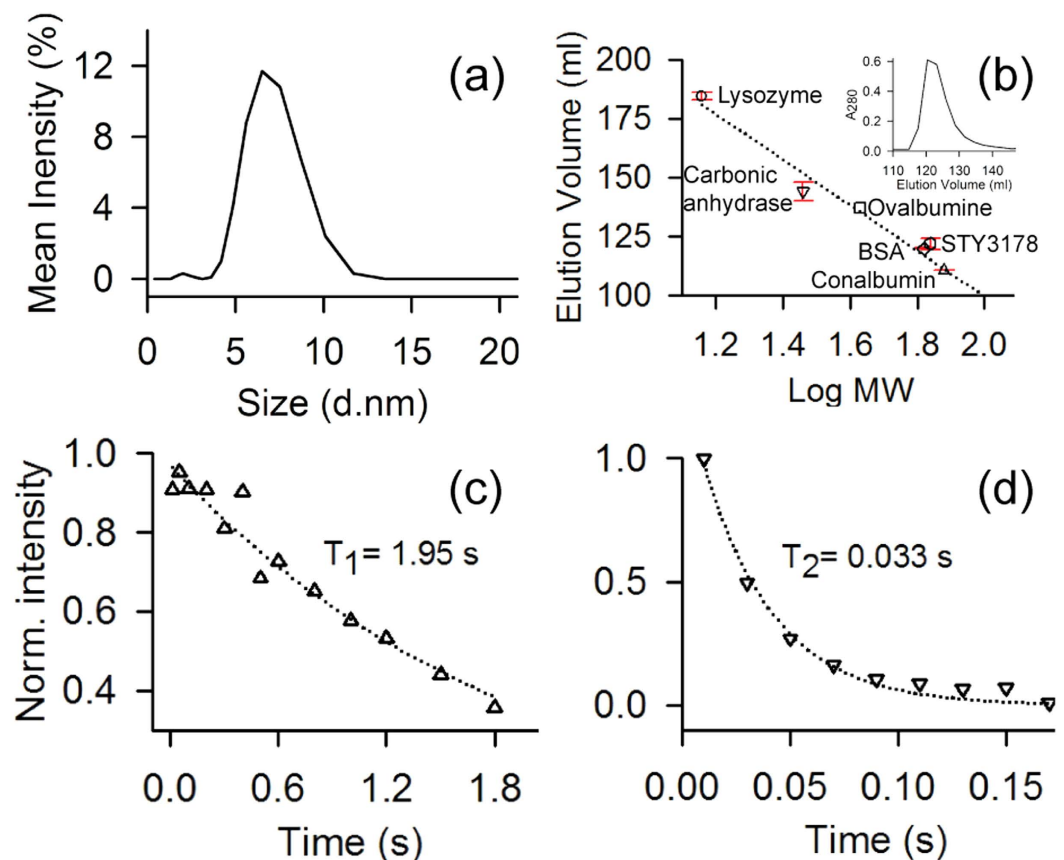 (a)
Mean Inensity (%)
12
8
4
0
0 5 10 15 20
Size (d.nm)
(b)
Elution Volume (ml)
200
175
150
125
100
1.2 1.4 1.6 1.8 2.0
Log MW
Lysozyme
Carbonic
anhydrase
Ovalbumine
STY3178
BSA
Conalbumin
A280
0.6
0.4
0.2
0.0
110 120 130 140
Elution Volume (ml)
(c)
Norm. intensity
1.0
0.8
0.6
0.4
T1= 1.95 s
0.0 0.6 1.2 1.8
Time (s)
(d)
1.0
0.5
0.0
T2= 0.033 s
0.00 0.05 0.10 0.15
Time (s)